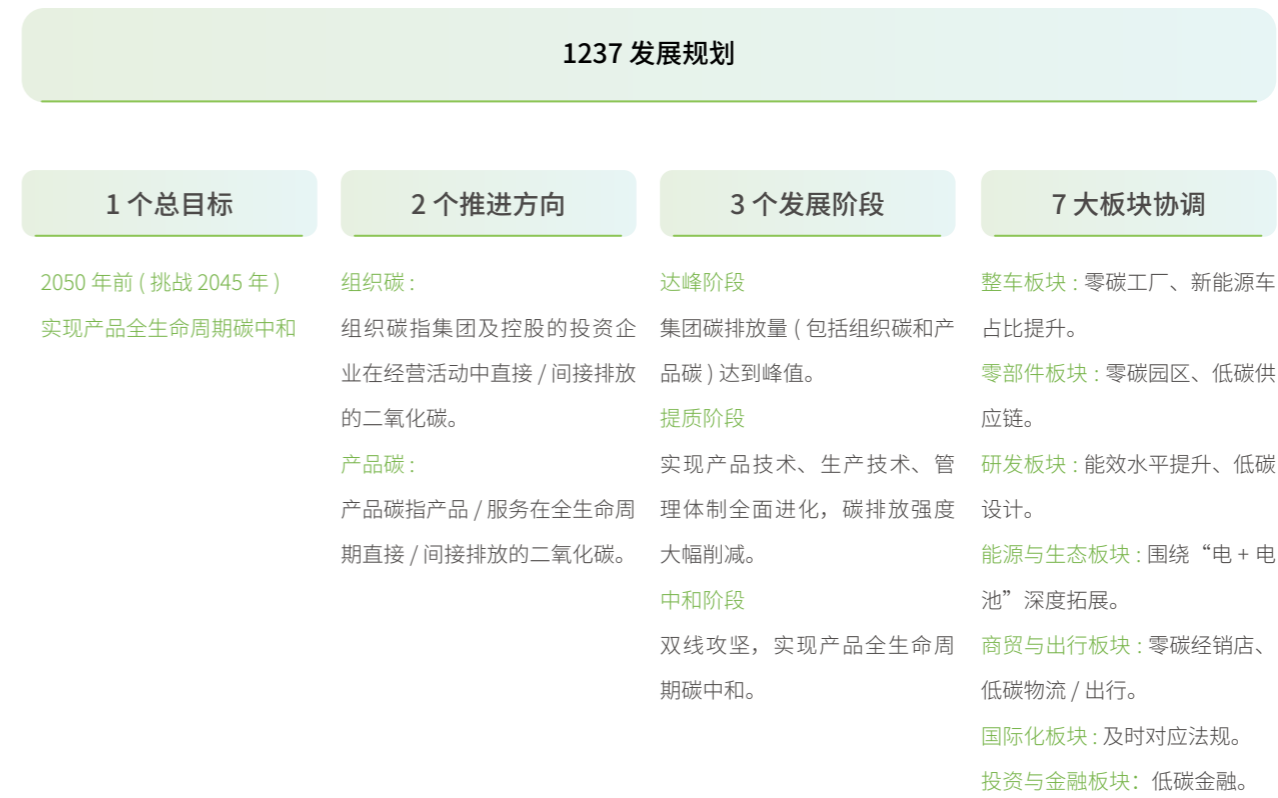 1237 发展规划
1 个总目标
2050 年前 ( 挑战 2045 年 )
实现产品全生命周期碳中和
2 个推进方向
组织碳 :
组织碳指集团及控股的投资企
业在经营活动中直接 / 间接排放
的二氧化碳。
产品碳 :
产品碳指产品 / 服务在全生命周
期直接 / 间接排放的二氧化碳。
3 个发展阶段
达峰阶段
集团碳排放量 ( 包括组织碳和产
品碳 ) 达到峰值。
提质阶段
实现产品技术、生产技术、管
理体制全面进化，碳排放强度
大幅削减。
中和阶段
双线攻坚，实现产品全生命周
期碳中和。
7 大板块协调
整车板块 : 零碳工厂、新能源车
占比提升。
零部件板块 : 零碳园区、低碳供
应链。
研发板块 : 能效水平提升、低碳
设计。
能源与生态板块 : 围绕“电 + 电
池”深度拓展。
商贸与出行板块 : 零碳经销店、
低碳物流 / 出行。
国际化板块 : 及时对应法规。
投资与金融板块：低碳金融。